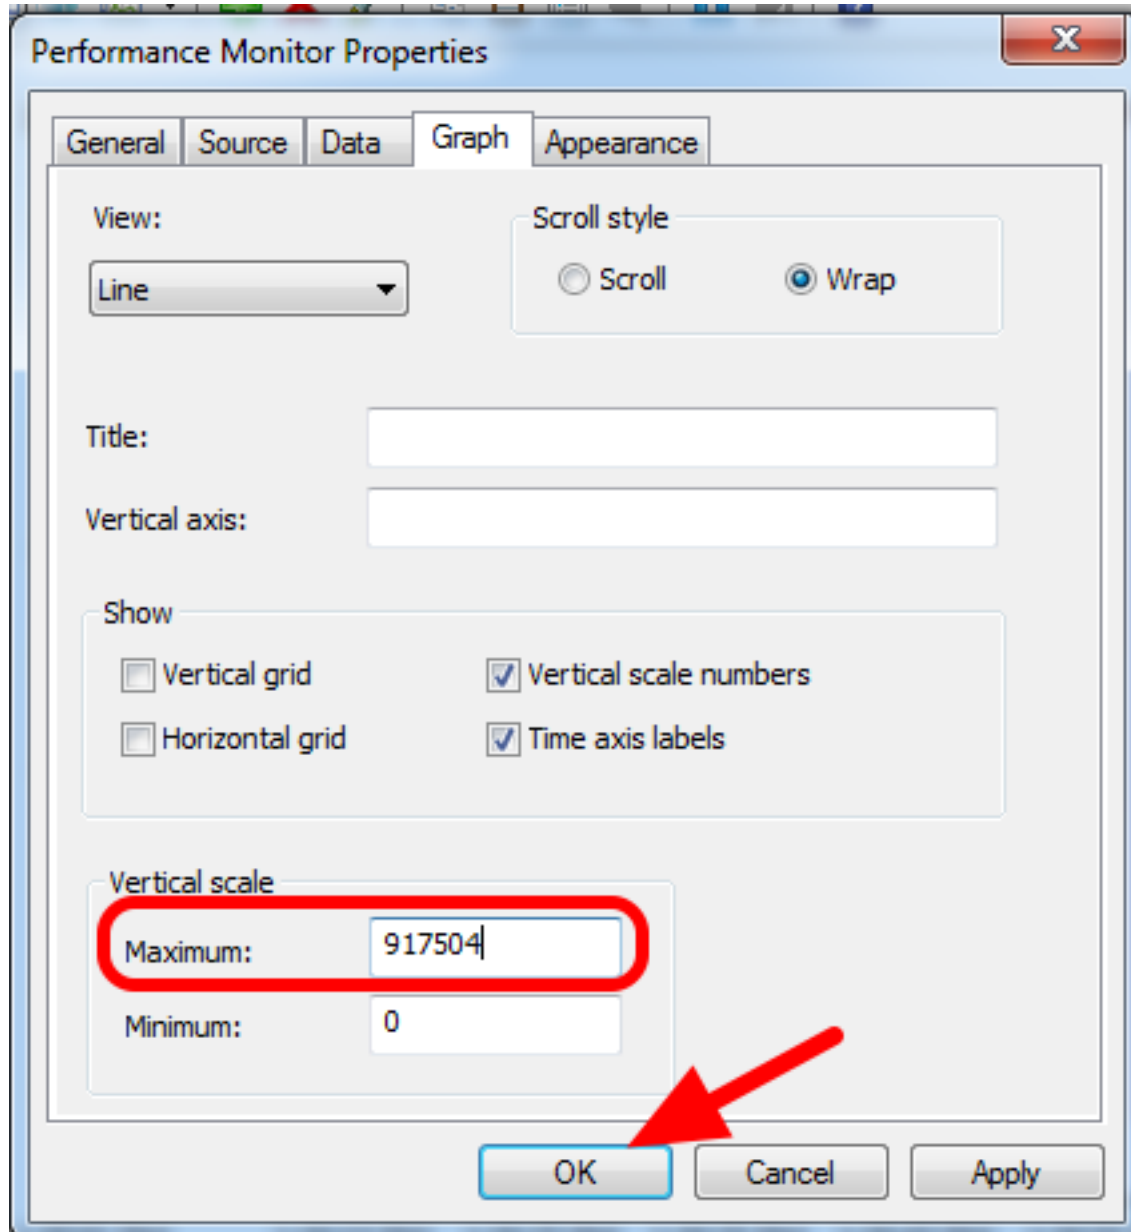 Performance Monitor Properties
General Source Data Graph Appearance
View:
Scroll style
Line
Scroll Wrap
Title:
Vertical axis:
Show
Vertical grid Vertical scale numbers
Horizontal grid Time axis labels
Vertical scale
Maximum: 917504
Minimum: 0
OK Cancel Apply